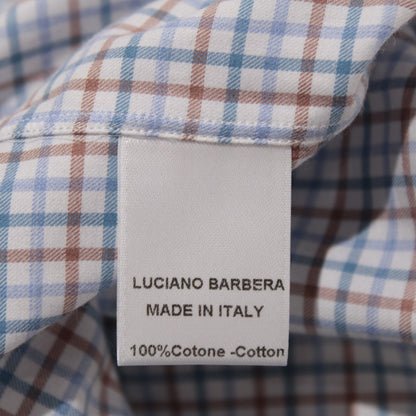 LUCIANO BARBERA
MADE IN ITALY
100%Cotone -Cotton